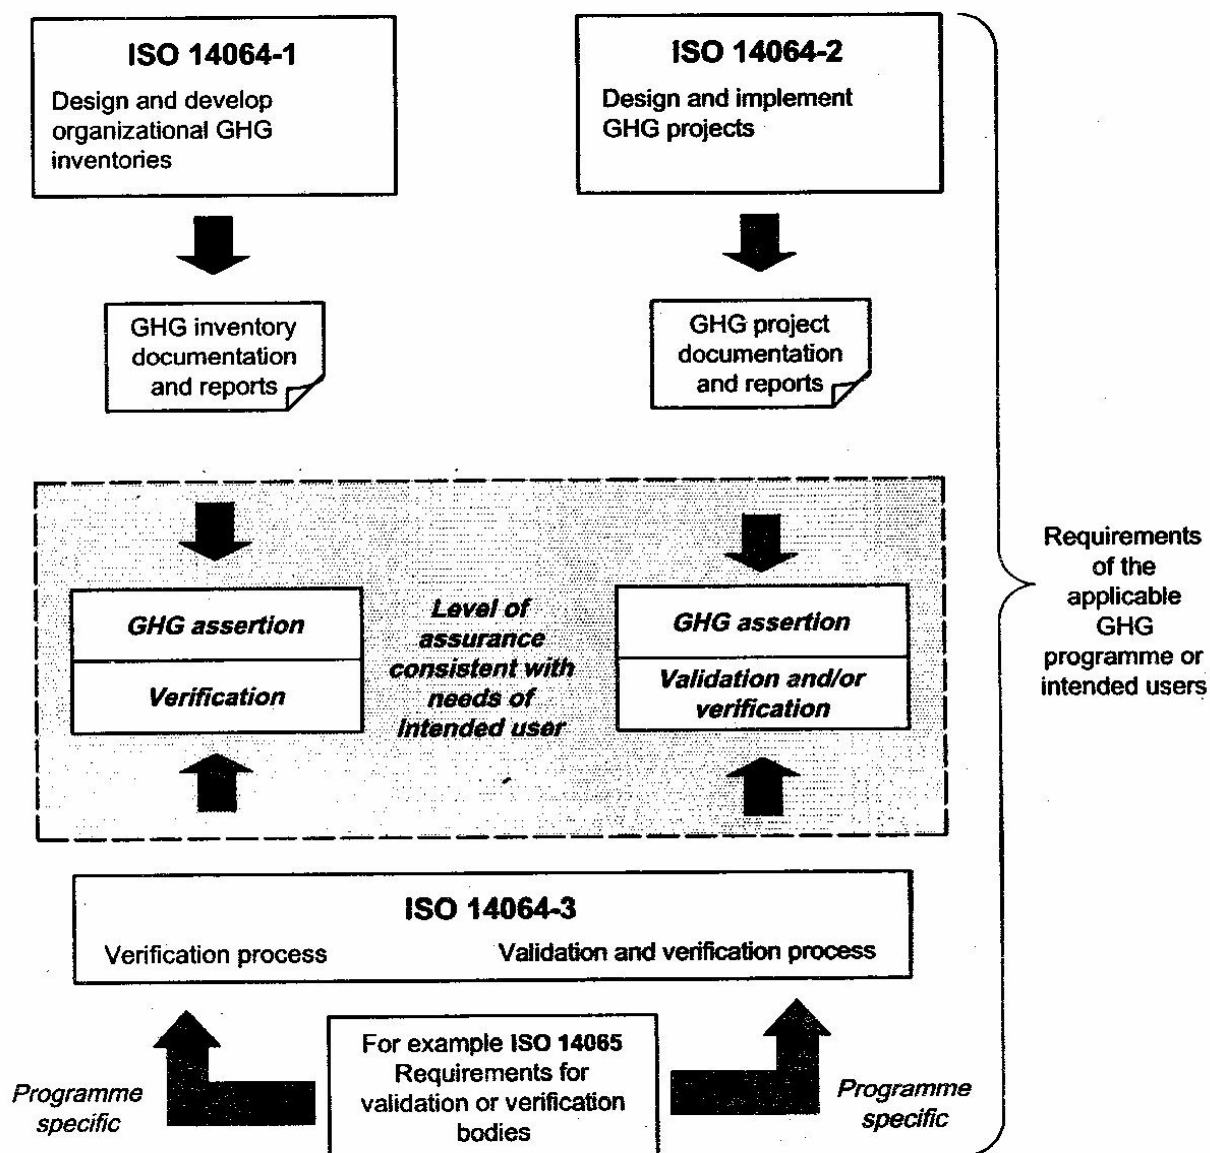 ISO 14064-1
Design and develop
organizational GHG
inventories
ISO 14064-2
Design and implement
GHG projects
GHG inventory
documentation
and reports
GHG project
documentation
and reports
GHG assertion
Verification
Level of
assurance
consistent with
needs of
Intended user
GHG assertion
Validation and/or
verification
Requirements
of the
applicable
GHG
programme or
intended users
ISO 14064-3
Verification process
Validation and verification process
Programme
specific
For example ISO 14065
Requirements for
validation or verification
bodies
Programme
specific